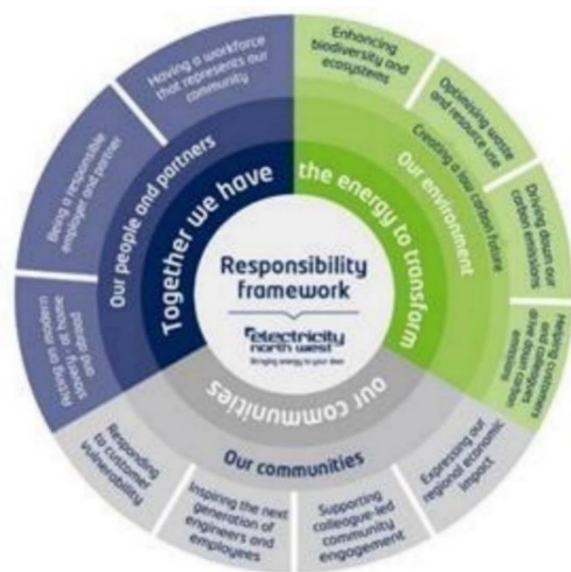 Responsibility
framework
electricity
north west
Bringing energy to your door
Together we have
the energy to transform
our communities
Our people and partners
Having a workforce
that represents our
community
Being a responsible
employer and partner
Acting on modern
slavery, at home
and abroad
Our environment
Creating a low carbon future
Enhancing
biodiversity and
ecosystems
Optimising waste
and resource use
Driving down our
carbon emissions
Helping customers
and colleagues
drive down carbon
emissions
Our communities
Responding
to customer
vulnerability
Inspiring the next
generation of
engineers and
employees
Supporting
colleague-led
community
engagement
Expressing our
regional economic
impact